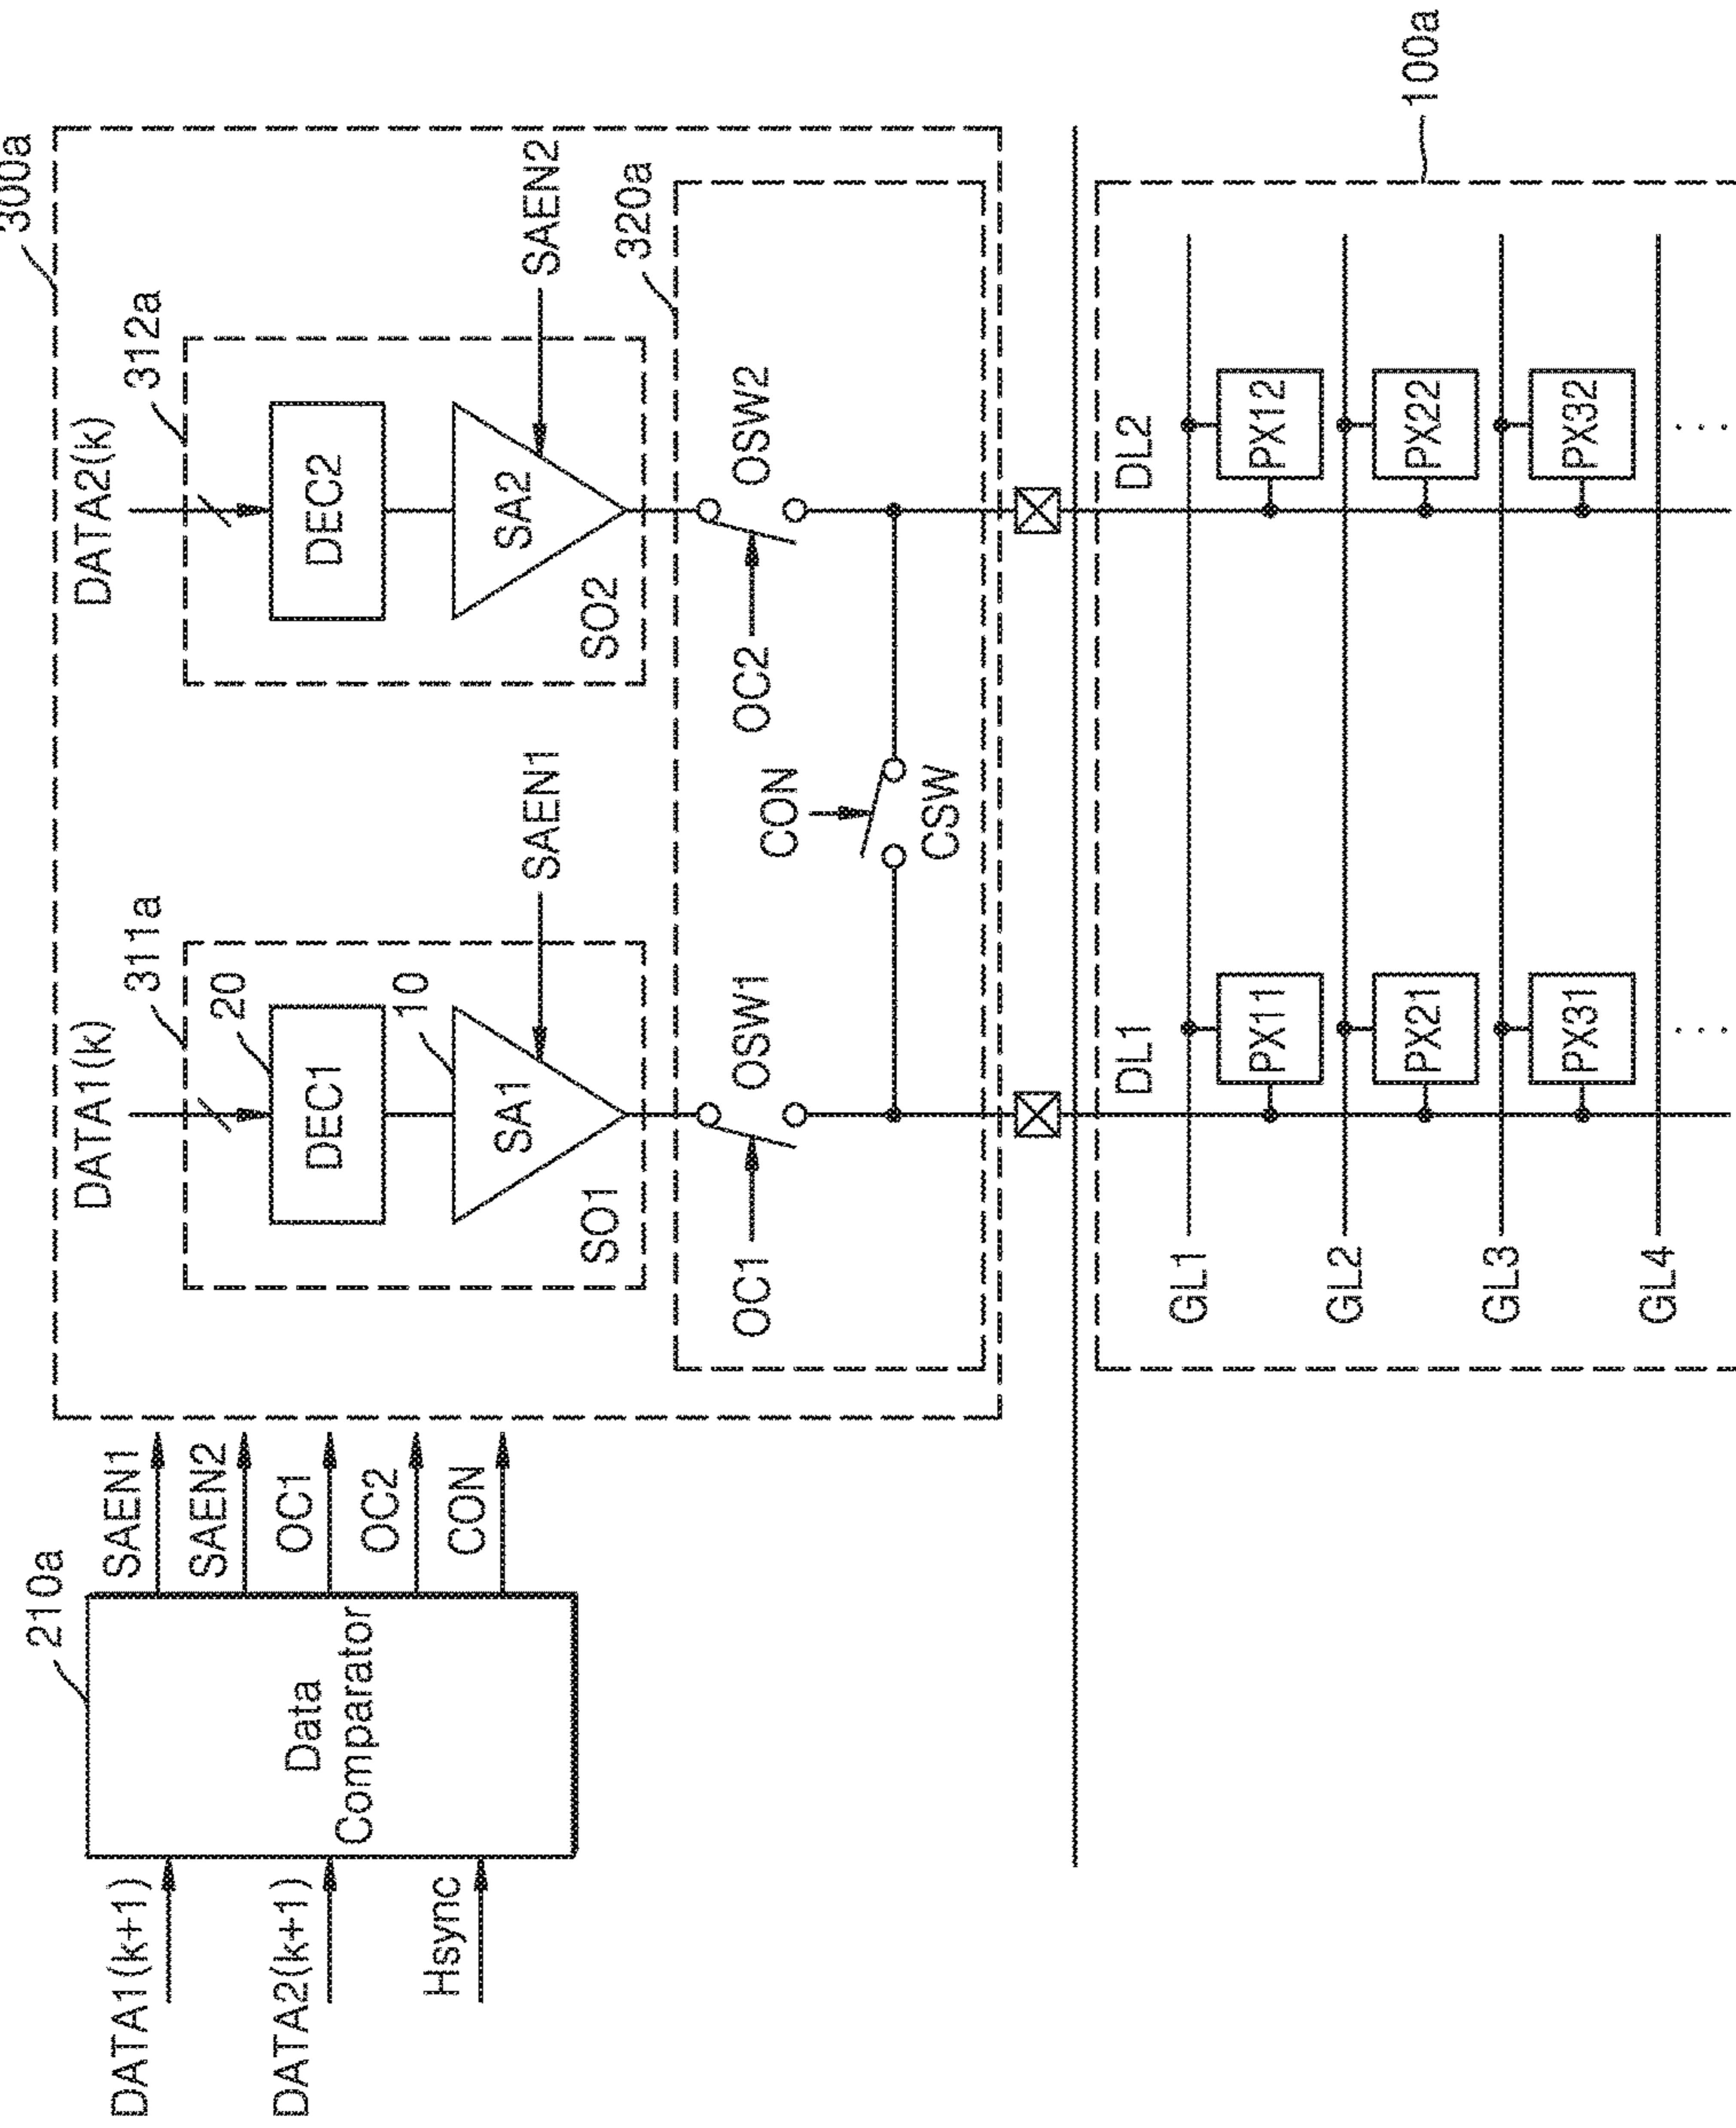 300a
DATA1(k)
DATA2(k)
311a
312a
210a
20
DEC1
DEC2
10
SA1
SA2
SAEN1
SAEN2
SO1
SO2
DATA1(k+1)
DATA2(k+1)
Hsync
Data
Comparator
SAEN1
SAEN2
OC1
OC2
CON
320a
OC1
OSW1
OC2
OSW2
CON
CSW
DL1
DL2
100a
GL1
PX11
PX12
GL2
PX21
PX22
GL3
PX31
PX32
GL4